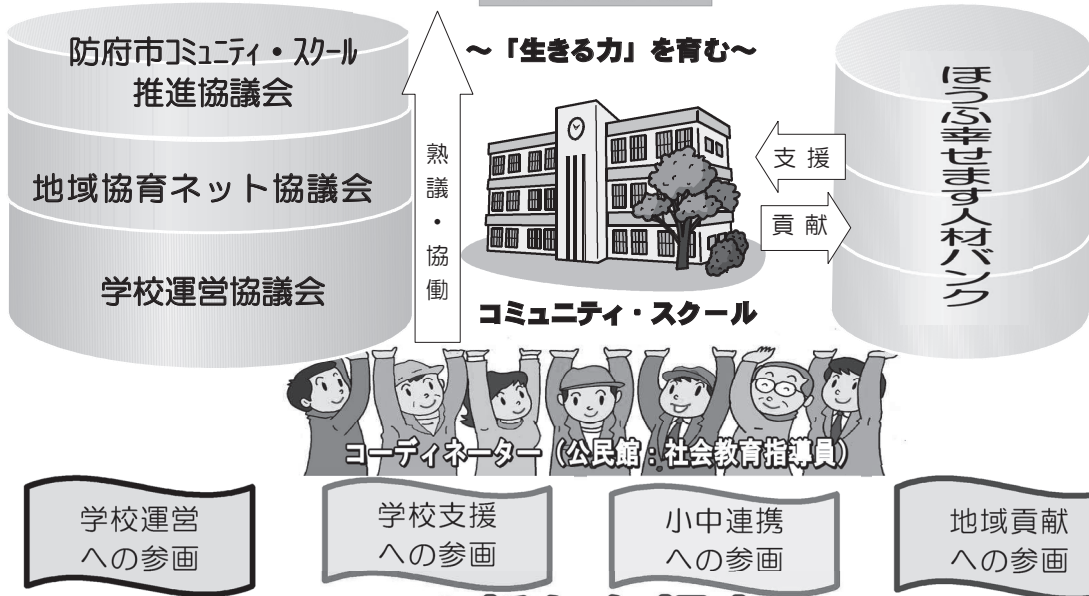 ～「生きる力」を育む～
防府市コミュニティ・スクール
推進協議会
地域協育ネット協議会
学校運営協議会
熟議・協働
支援
貢献
ほうふ幸せます人材バンク
コミュニティ・スクール
コーディネーター（公民館：社会教育指導員）
学校運営
への参画
学校支援
への参画
小中連携
への参画
地域貢献
への参画